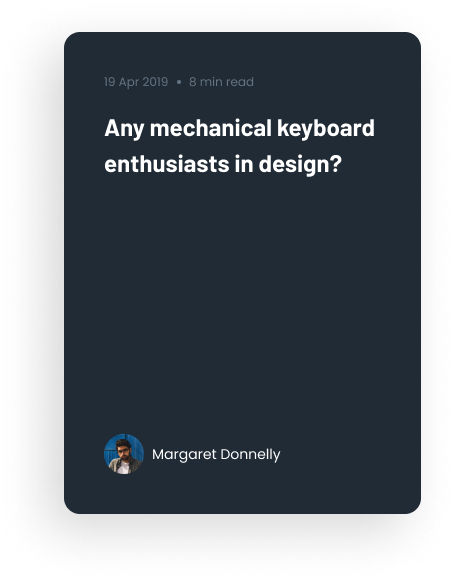 19 Apr 2019 • 8 min read
Any mechanical keyboard
enthusiasts in design?
Margaret Donnelly